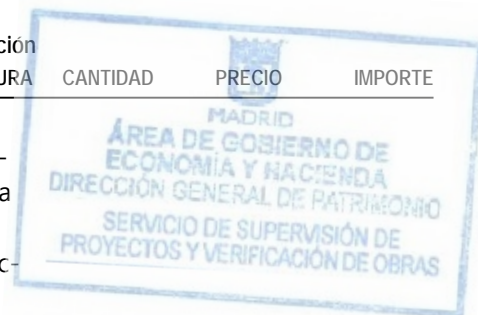 ción
URA CANTIDAD PRECIO IMPORTE
MADRID
ÁREA DE GOBIERNO DE
ECONOMÍA Y HACIENDA
DIRECCIÓN GENERAL DE PATRIMONIO
a
SERVICIO DE SUPERVISIÓN DE
PROYECTOS Y VERIFICACIÓN DE OBRAS
c-